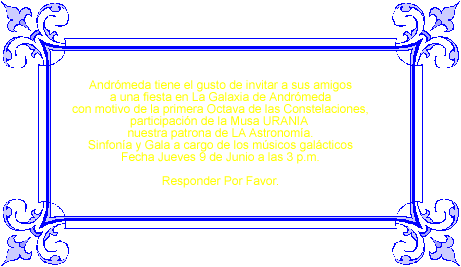 Andrómeda tiene el gusto de invitar a sus amigos
a una fiesta en La Galaxia de Andrómeda
con motivo de la primera Octava de las Constelaciones.
participación de la Musa URANIA
nuestra patrona de LA Astronomía.
Sinfonía y Gala a cargo de los músicos galácticos
Fecha Jueves 9 de Junio a las 3 p.m.
Responder Por Favor.